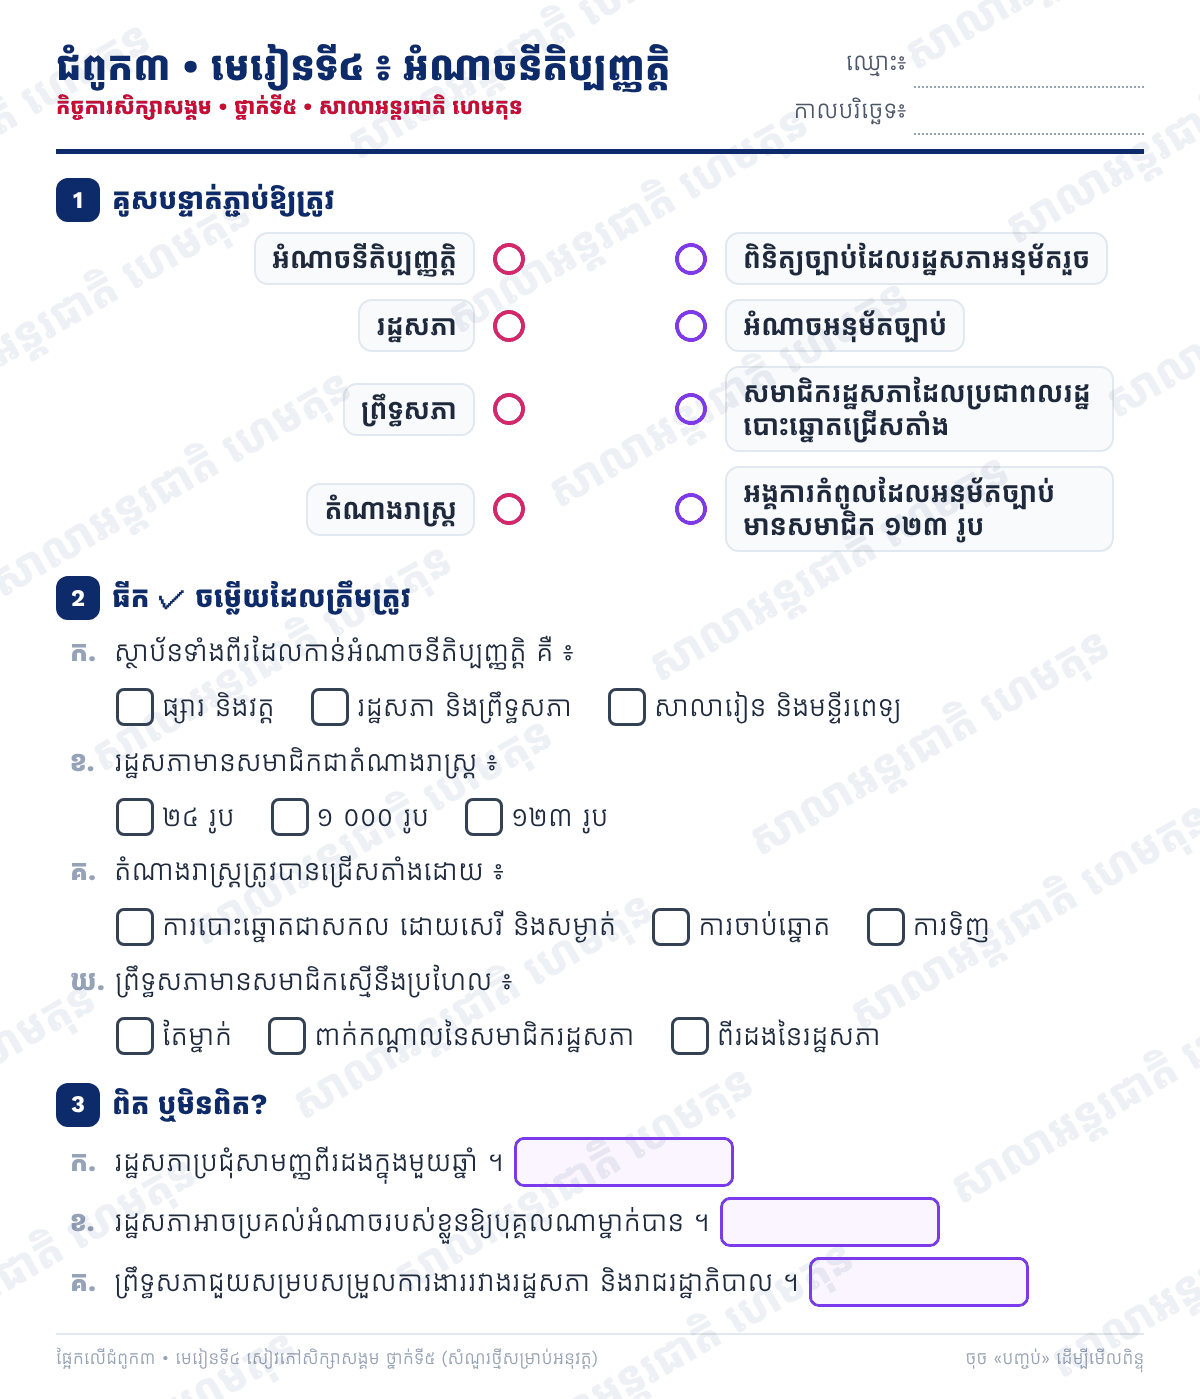 ជំពូក៣ • មេរៀនទី៤ ៖ អំណាចនីតិប្បញ្ញត្តិ
កិច្ចការសិក្សាសង្គម • ថ្នាក់ទី៥ • សាលាអន្តរជាតិ ហេមតុន
ឈ្មោះ៖
កាលបរិច្ឆេទ៖
1 គូសបន្ទាត់ភ្ជាប់ឱ្យត្រូវ
អំណាចនីតិប្បញ្ញត្តិ
ពិនិត្យច្បាប់ដែលរដ្ឋសភាអនុម័តរួច
រដ្ឋសភា
អំណាចអនុម័តច្បាប់
ព្រឹទ្ធសភា
សមាជិករដ្ឋសភាដែលប្រជាពលរដ្ឋ
បោះឆ្នោតជ្រើសតាំង
តំណាងរាស្ត្រ
អង្គការកំពូលដែលអនុម័តច្បាប់
មានសមាជិក ១២៣ រូប
2 ធីក ✓ ចម្លើយដែលត្រឹមត្រូវ
ក. ស្ថាប័នទាំងពីរដែលកាន់អំណាចនីតិប្បញ្ញត្តិ គឺ ៖
ផ្សារ និងវត្ត រដ្ឋសភា និងព្រឹទ្ធសភា សាលារៀន និងមន្ទីរពេទ្យ
ខ. រដ្ឋសភាមានសមាជិកជាតំណាងរាស្ត្រ ៖
២៤ រូប ១ ០០០ រូប ១២៣ រូប
គ. តំណាងរាស្ត្រត្រូវបានជ្រើសតាំងដោយ ៖
ការបោះឆ្នោតជាសកល ដោយសេរី និងសម្ងាត់ ការចាប់ឆ្នោត ការទិញ
ឃ. ព្រឹទ្ធសភាមានសមាជិកស្មើនឹងប្រហែល ៖
តែម្នាក់ ពាក់កណ្តាលនៃសមាជិករដ្ឋសភា ពីរដងនៃរដ្ឋសភា
3 ពិត ឬមិនពិត?
ក. រដ្ឋសភាប្រជុំសាមញ្ញពីរដងក្នុងមួយឆ្នាំ ។
ខ. រដ្ឋសភាអាចប្រគល់អំណាចរបស់ខ្លួនឱ្យបុគ្គលណាម្នាក់បាន ។
គ. ព្រឹទ្ធសភាជួយសម្របសម្រួលការងាររវាងរដ្ឋសភា និងរាជរដ្ឋាភិបាល ។
ផ្អែកលើជំពូក៣ • មេរៀនទី៤ សៀវភៅសិក្សាសង្គម ថ្នាក់ទី៥ (សំណួរថ្មីសម្រាប់អនុវត្ត)
ចុច «បញ្ចប់» ដើម្បីមើលពិន្ទុ